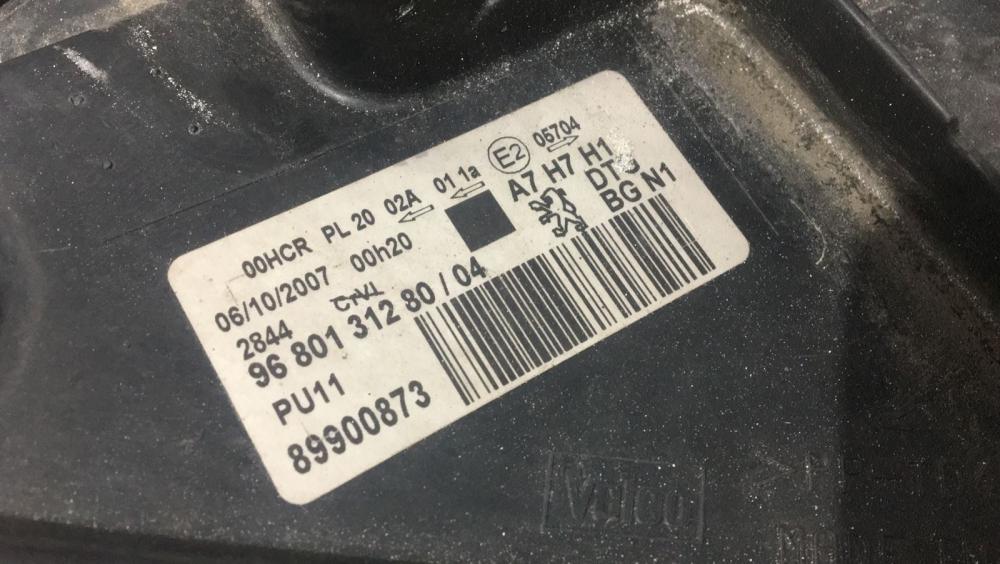 00HCR PL 20 02A 01 1a E2 05704
06/10/2007 00h20 A7 H7 H1
2844
96 801 312 80 / 04 BG N1
PU11
89900873
Valeo